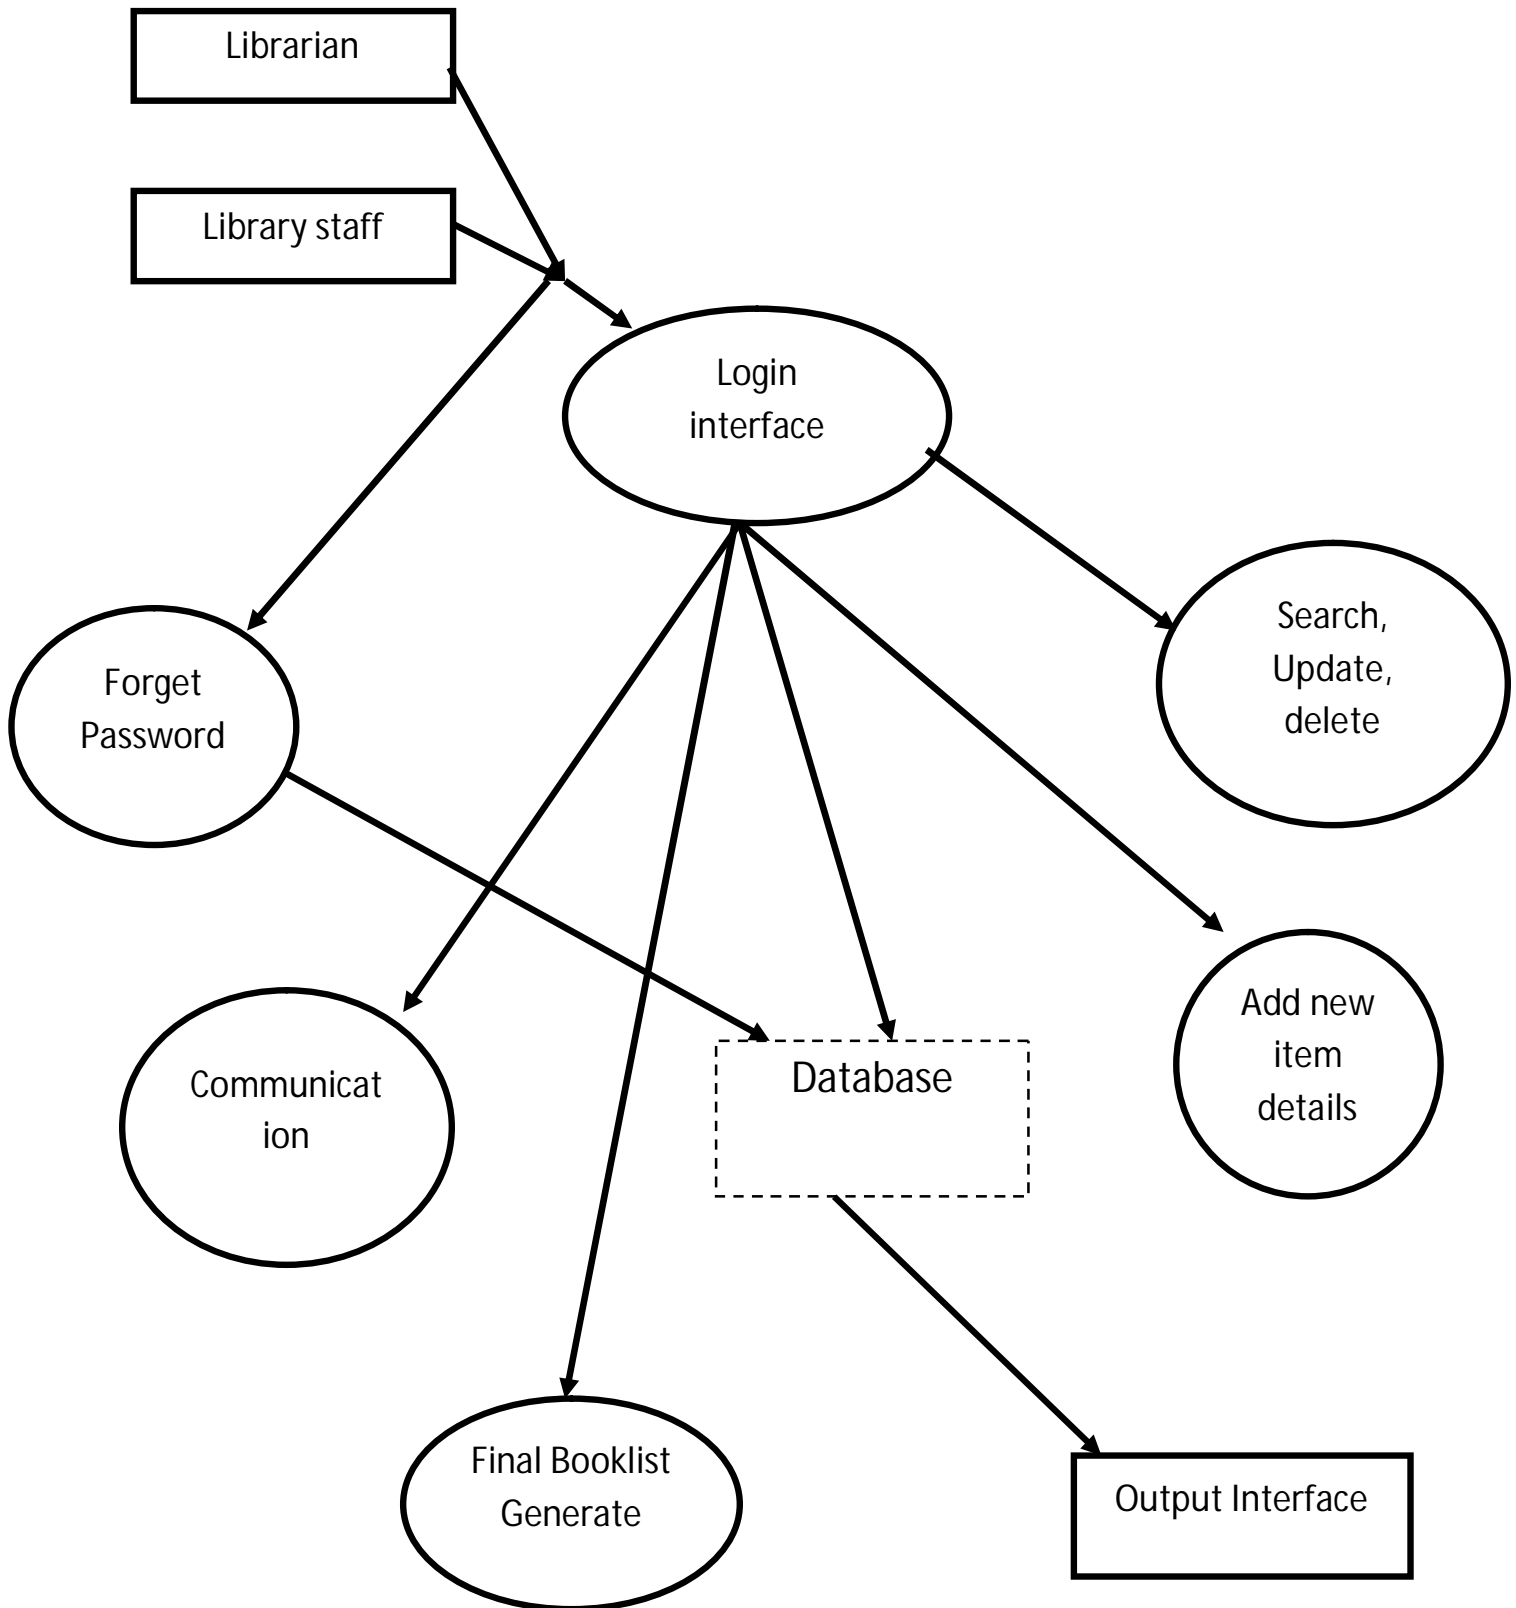 Librarian
Library staff
Login
interface
Search,
Update,
delete
Forget
Password
Add new
item
details
Communicat
ion
Database
Final Booklist
Generate
Output Interface